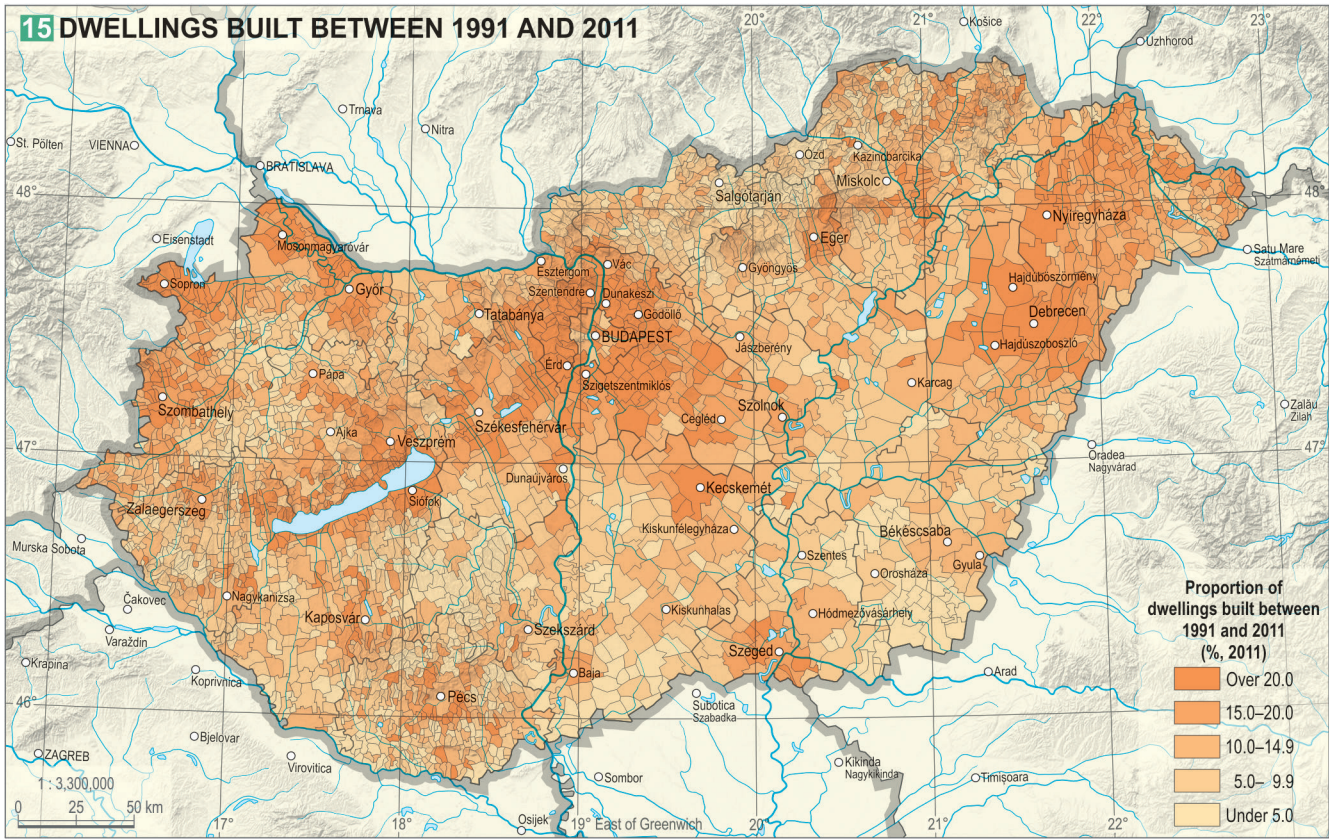 15 DWELLINGS BUILT BETWEEN 1991 AND 2011
20°
21°
22°
23°
Košice
Uzhhorod
Trnava
Nitra
St. Pölten
VIENNA
BRATISLAVA
Ózd
Kazincbarcika
Miskolc
Salgótarján
48°
48°
Nyíregyháza
Eisenstadt
Mosonmagyaróvár
Eger
Satu Mare
Szatmárnémeti
Sopron
Győr
Esztergom
Vác
Gyöngyös
Hajdúböszörmény
Szentendre
Dunakeszi
Tatabánya
Gödöllő
Debrecen
BUDAPEST
Jászberény
Hajdúszoboszló
Pápa
Érd
Szigetszentmiklós
Karcag
Szombathely
Székesfehérvár
Cegléd
Szolnok
Zalău
Zilah
Ajka
Veszprém
47°
47°
Oradea
Nagyvárad
Dunaújváros
Zalaegerszeg
Siófok
Kecskemét
Kiskunfélegyháza
Békéscsaba
Murska Sobota
Szentes
Gyula
Orosháza
Nagykanizsa
Čakovec
Kaposvár
Kiskunhalas
Hódmezővásárhely
Varaždin
Szekszárd
Szeged
Krapina
Koprivnica
Baja
Arad
Pécs
Subotica
Szabadka
46°
46°
Bjelovar
ZAGREB
Virovitica
Sombor
Kikinda
Nagykikinda
Timișoara
Osijek
1 : 3,300,000
0 25 50 km
17°
18°
19° East of Greenwich
20°
21°
22°
Proportion of
dwellings built between
1991 and 2011
(%, 2011)
Over 20.0
15.0–20.0
10.0–14.9
5.0– 9.9
Under 5.0